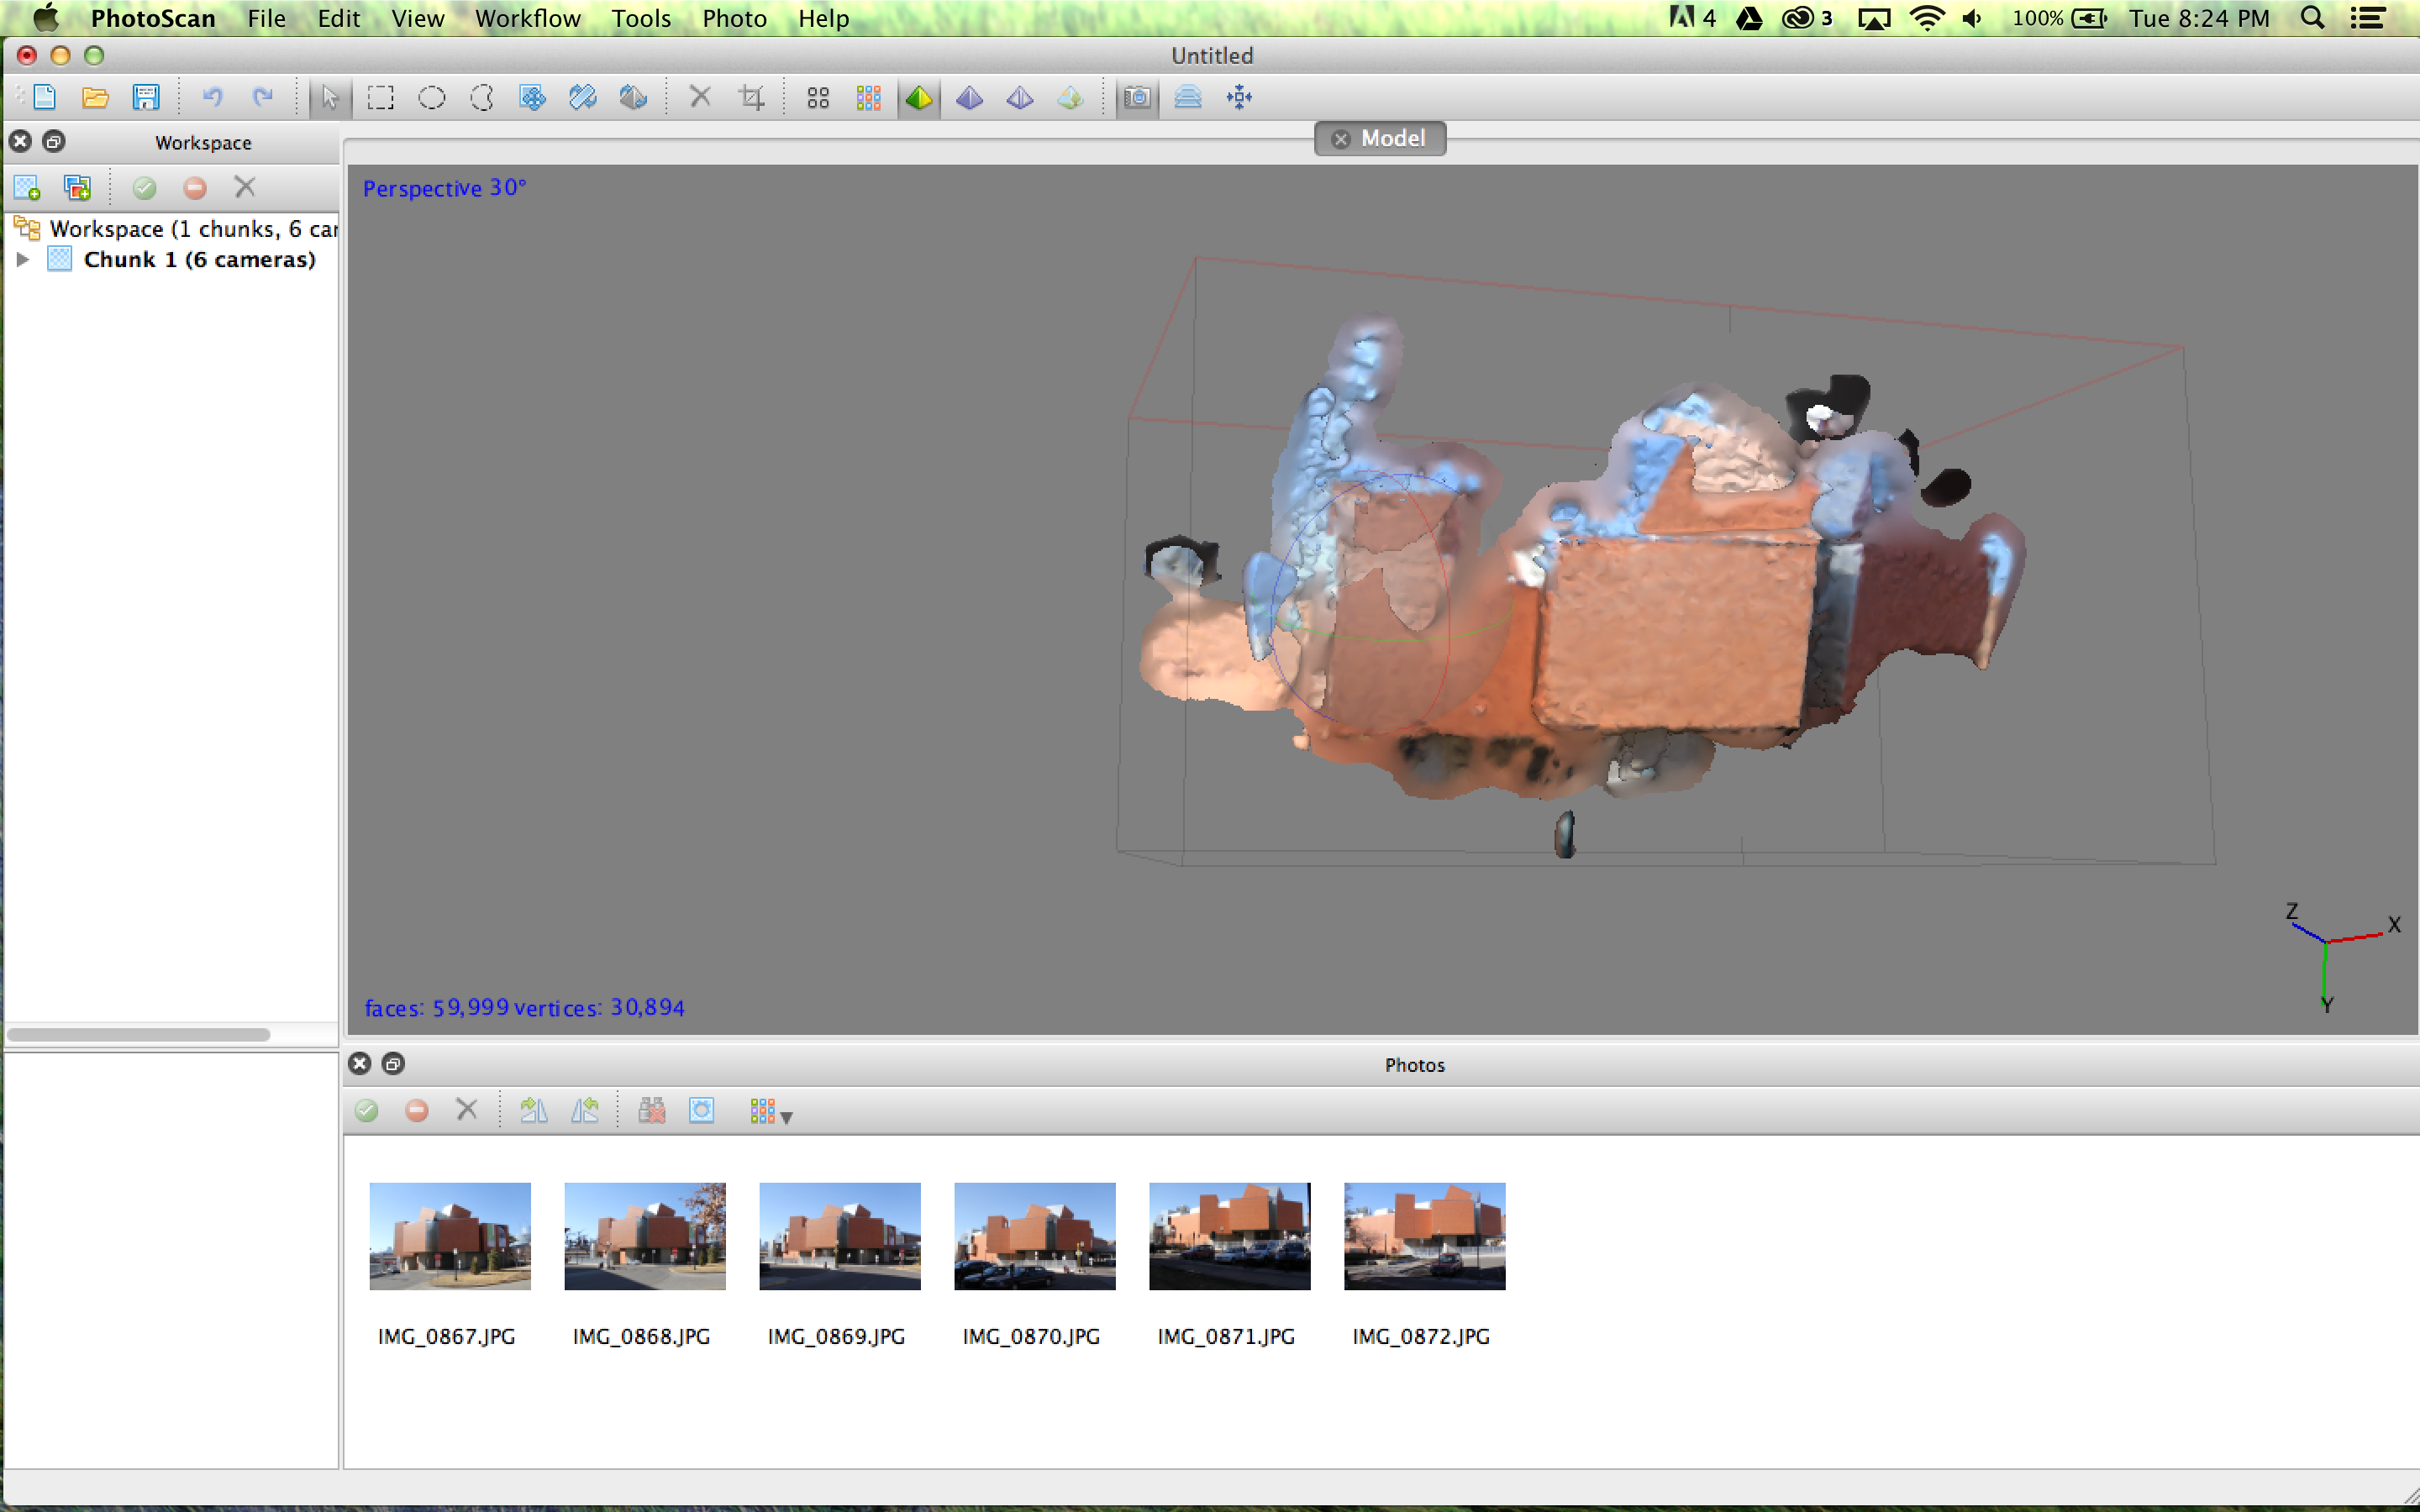 PhotoScan File Edit View Workflow Tools Photo Help 4 3 100% Tue 8:24 PM
Untitled
Workspace
Model
Perspective 30°
Workspace (1 chunks, 6 car
Chunk 1 (6 cameras)
Z
X
Y
faces: 59,999 vertices: 30,894
Photos
IMG_0867.JPG IMG_0868.JPG IMG_0869.JPG IMG_0870.JPG IMG_0871.JPG IMG_0872.JPG